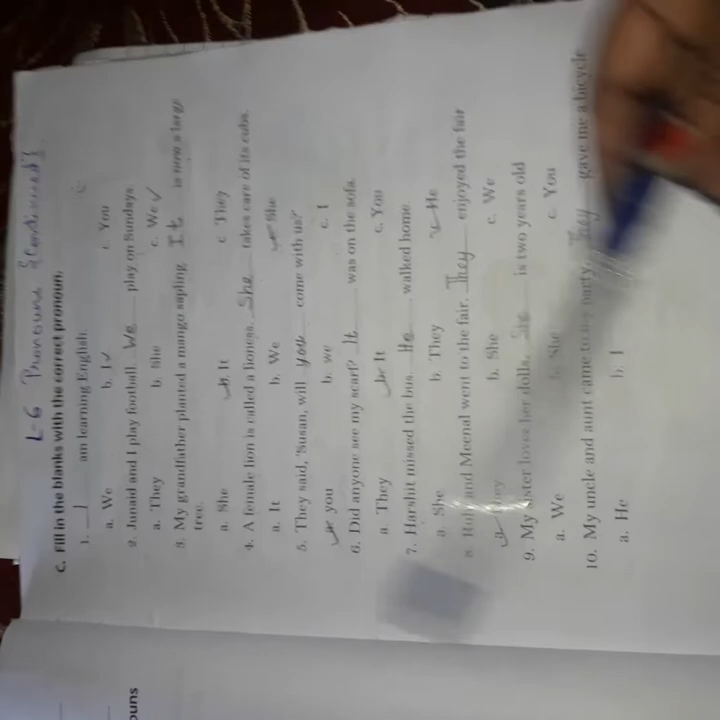 L-6 Pronouns (Continued)
C. Fill in the blanks with the correct pronoun.
1. I am learning English.
a. We b. I ✓ c. You
2. Junaid and I play football. We play on Sundays
a. They b. She c. We ✓
3. My grandfather planted a mango sapling. It is now a large
tree.
a. She b. It c. They
4. A female lion is called a lioness. She takes care of its cubs.
a. It b. We c. She
5. They said, 'Susan, will you come with us?'
a. you b. we c. I
6. Did anyone see my scarf? It was on the sofa.
a. They b. It c. You
7. Harshit missed the bus. He walked home.
a. She b. They c. He
8. and Meenal went to the fair. They enjoyed the fair
a. They b. She c. We
9. My sister loves her dolls. She is two years old
a. We b. She c. You
10. My uncle and aunt came to my party. They gave me a bicycle
a. He b. I
ouns